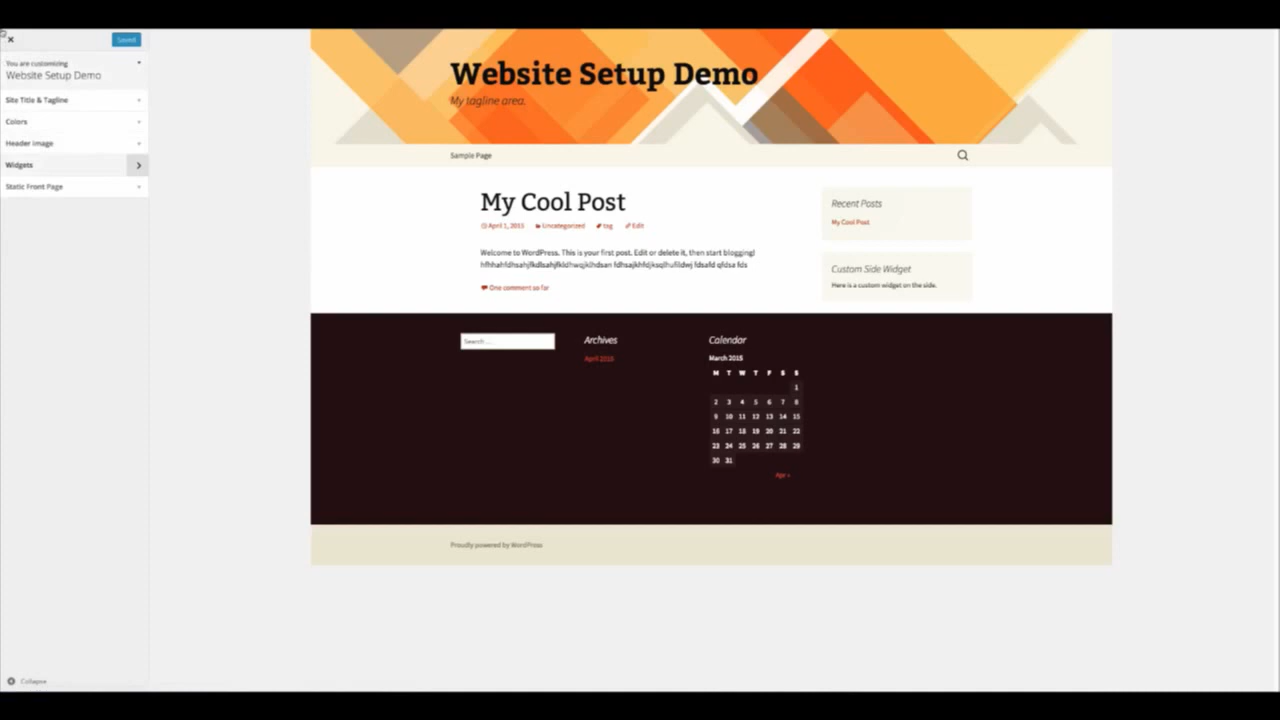 Saved
You are customizing
Website Setup Demo
Site Title & Tagline
Colors
Header Image
Widgets
Static Front Page
Collapse
Website Setup Demo
My tagline area.
Sample Page
My Cool Post
April 1, 2015 Uncategorized tag Edit
Welcome to WordPress. This is your first post. Edit or delete it, then start blogging!
One comment so far
Recent Posts
My Cool Post
Custom Side Widget
Here is a custom widget on the side.
Search …
Archives
April 2015
Calendar
March 2015
M T W T F S S
1
2 3 4 5 6 7 8
9 10 11 12 13 14 15
16 17 18 19 20 21 22
23 24 25 26 27 28 29
30 31
Apr »
Proudly powered by WordPress